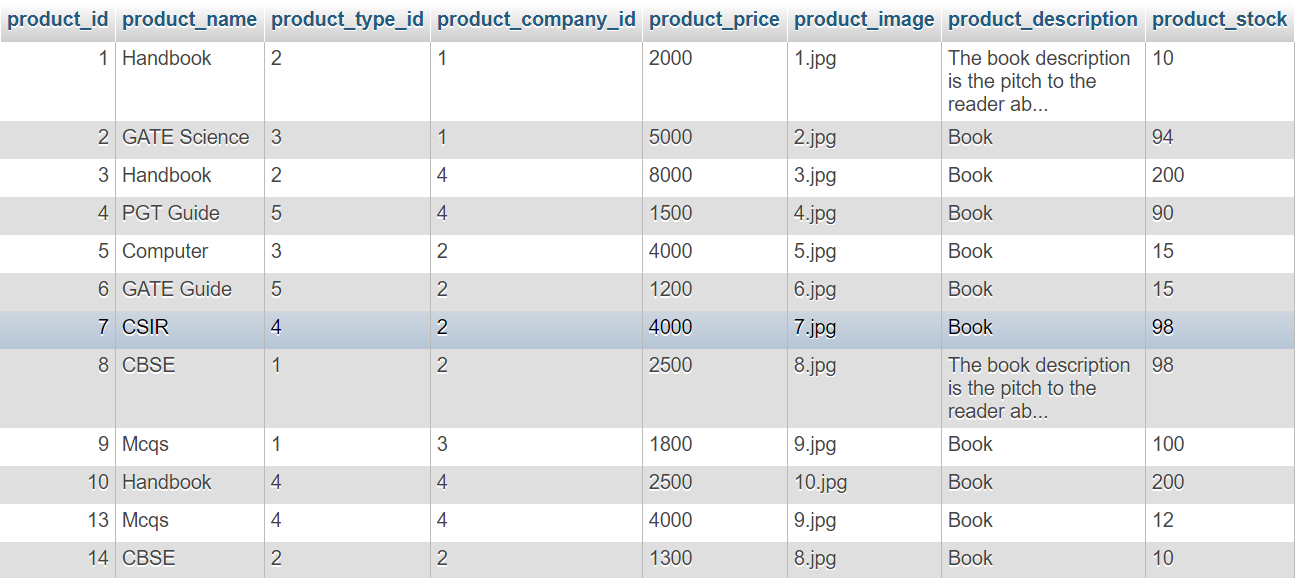 product_id product_name product_type_id product_company_id product_price product_image product_description product_stock
1 Handbook 2 1 2000 1.jpg The book description 10
is the pitch to the
reader ab...
2 GATE Science 3 1 5000 2.jpg Book 94
3 Handbook 2 4 8000 3.jpg Book 200
4 PGT Guide 5 4 1500 4.jpg Book 90
5 Computer 3 2 4000 5.jpg Book 15
6 GATE Guide 5 2 1200 6.jpg Book 15
7 CSIR 4 2 4000 7.jpg Book 98
8 CBSE 1 2 2500 8.jpg The book description 98
is the pitch to the
reader ab...
9 Mcqs 1 3 1800 9.jpg Book 100
10 Handbook 4 4 2500 10.jpg Book 200
13 Mcqs 4 4 4000 9.jpg Book 12
14 CBSE 2 2 1300 8.jpg Book 10